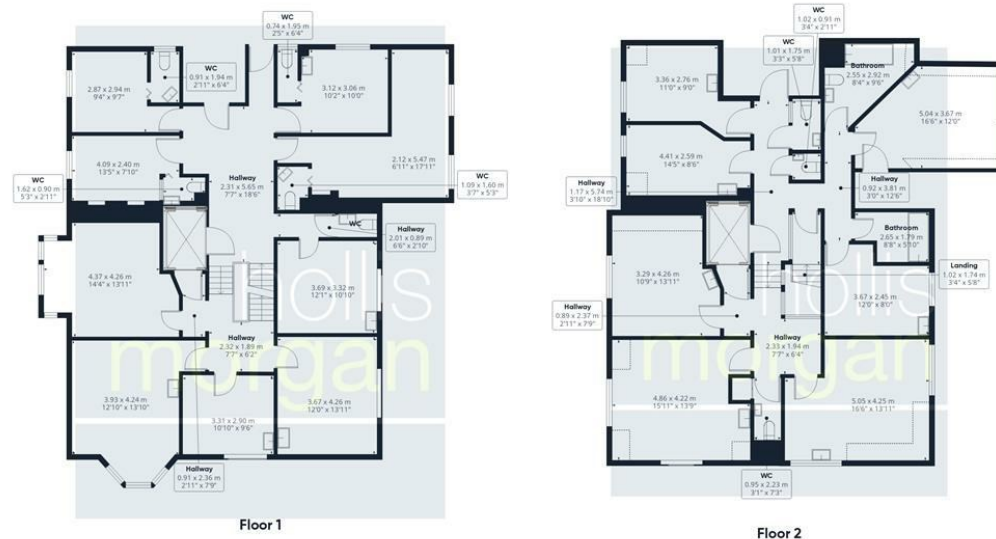 WC
0.74 x 1.95 m
2'5" x 6'4"
WC
0.91 x 1.94 m
2'11" x 6'4"
2.87 x 2.94 m
9'4" x 9'7"
3.12 x 3.06 m
10'2" x 10'0"
4.09 x 2.40 m
13'5" x 7'10"
2.12 x 5.47 m
6'11" x 17'11"
WC
1.62 x 0.90 m
5'3" x 2'11"
Hallway
2.31 x 5.65 m
7'7" x 18'6"
WC
1.09 x 1.60 m
3'7" x 5'3"
WC
Hallway
2.01 x 0.89 m
6'6" x 2'10"
4.37 x 4.26 m
14'4" x 13'11"
3.69 x 3.32 m
12'1" x 10'10"
Hallway
2.32 x 1.89 m
7'7" x 6'2"
3.93 x 4.24 m
12'10" x 13'10"
3.31 x 2.90 m
10'10" x 9'6"
3.67 x 4.26 m
12'0" x 13'11"
Hallway
0.91 x 2.36 m
2'11" x 7'9"
hollis
morgan
Floor 1
WC
1.02 x 0.91 m
3'4" x 2'11"
WC
1.01 x 1.75 m
3'3" x 5'8"
Bathroom
2.55 x 2.92 m
8'4" x 9'6"
3.36 x 2.76 m
11'0" x 9'0"
5.04 x 3.67 m
16'6" x 12'0"
4.41 x 2.59 m
14'5" x 8'6"
Hallway
1.17 x 5.74 m
3'10" x 18'10"
Hallway
0.92 x 3.81 m
3'0" x 12'6"
Bathroom
2.65 x 1.79 m
8'8" x 5'10"
Landing
1.02 x 1.74 m
3'4" x 5'8"
3.29 x 4.26 m
10'9" x 13'11"
3.67 x 2.45 m
12'0" x 8'0"
Hallway
0.89 x 2.37 m
2'11" x 7'9"
Hallway
2.33 x 1.94 m
7'7" x 6'4"
4.86 x 4.22 m
15'11" x 13'9"
5.05 x 4.25 m
16'6" x 13'11"
WC
0.95 x 2.23 m
3'1" x 7'3"
hollis
morgan
Floor 2